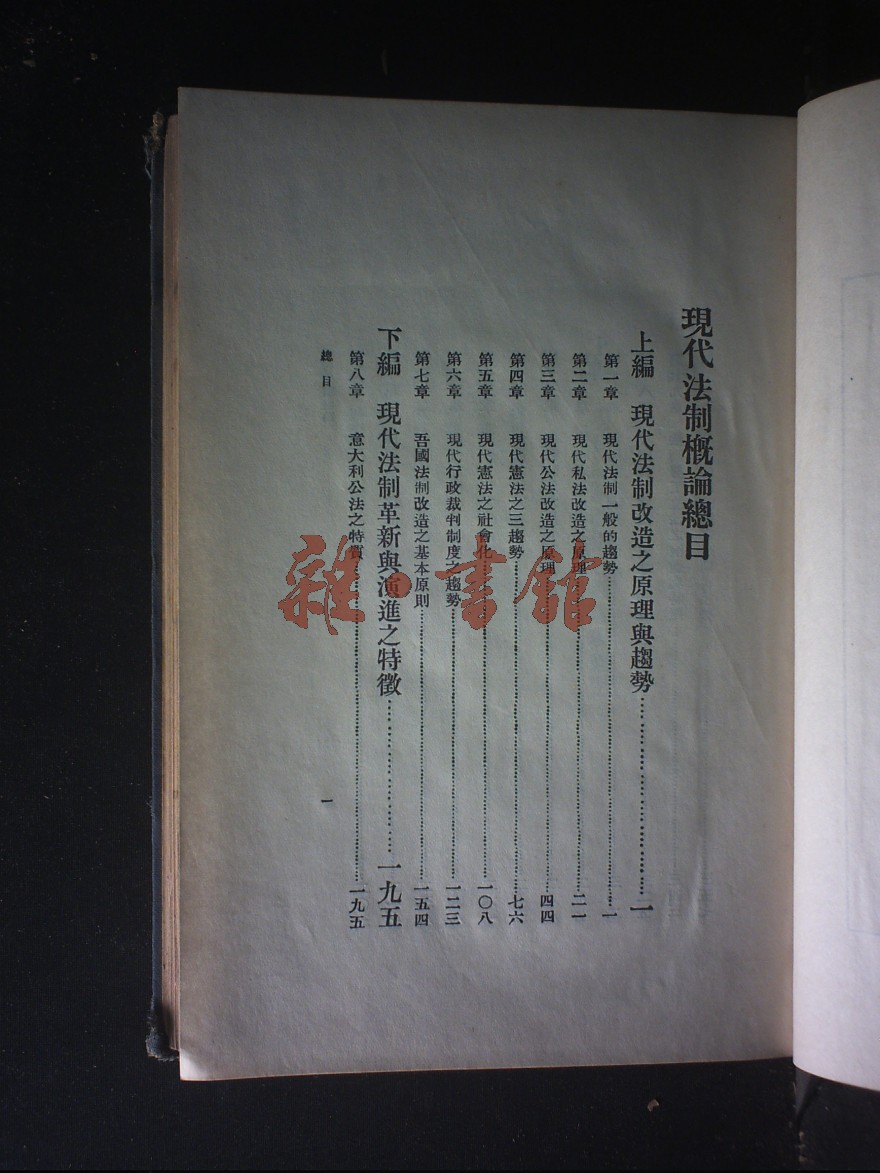 現代法制概論總目
上編 現代法制改造之原理與趨勢………………一
第一章 現代法制一般的趨勢………………一
第二章 現代私法改造之原理………………二一
第三章 現代公法改造之原理………………四四
第四章 現代憲法之三趨勢………………七六
第五章 現代憲法之社會化………………一〇八
第六章 現代行政裁判制度之趨勢………………一二三
第七章 吾國法制改造之基本原則………………一五四
下編 現代法制革新與演進之特徵………………一九五
第八章 意大利公法之特質………………一九五
總目 一
雜·書館